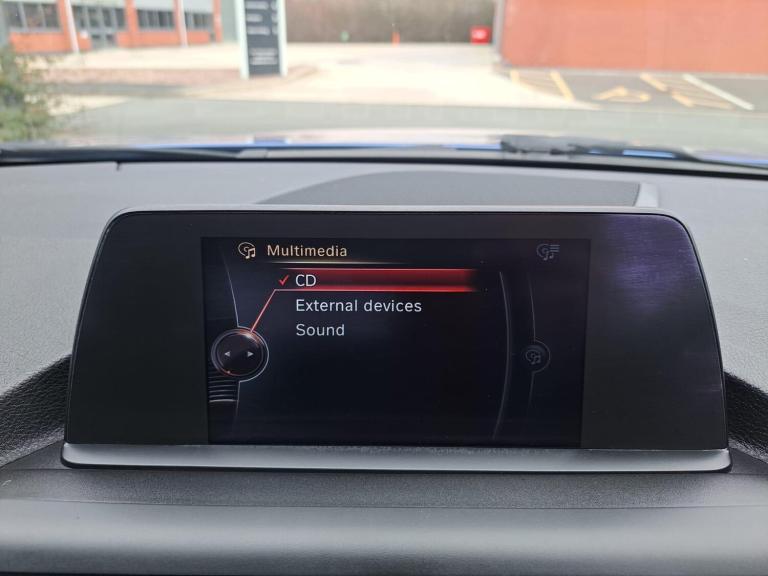 Multimedia
CD
External devices
Sound